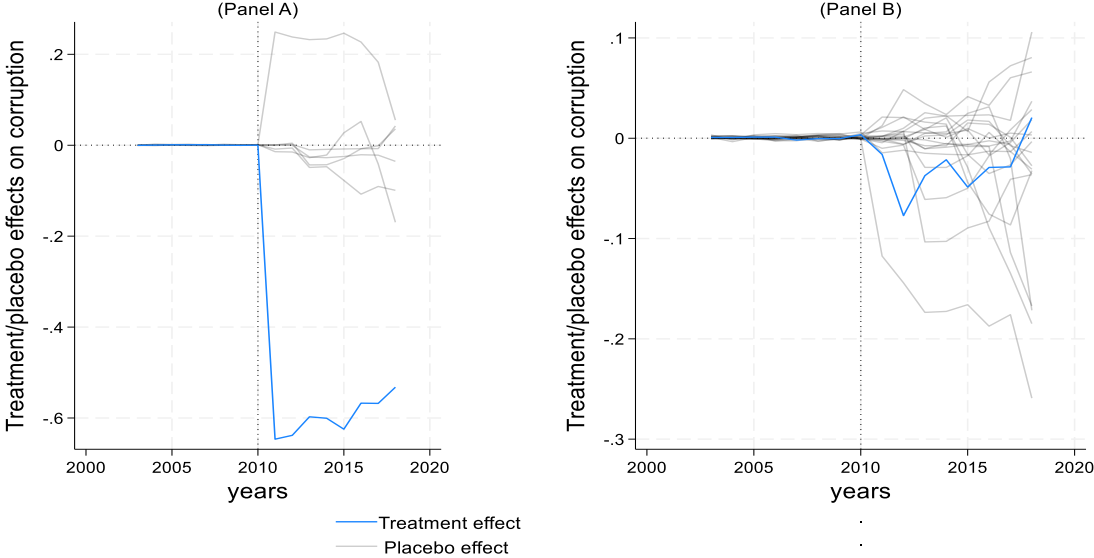 (Panel A)
Treatment/placebo effects on corruption
.2
0
-.2
-.4
-.6
2000 2005 2010 2015 2020
years
(Panel B)
Treatment/placebo effects on corruption
.1
0
-.1
-.2
-.3
2000 2005 2010 2015 2020
years
Treatment effect
Placebo effect
.
.